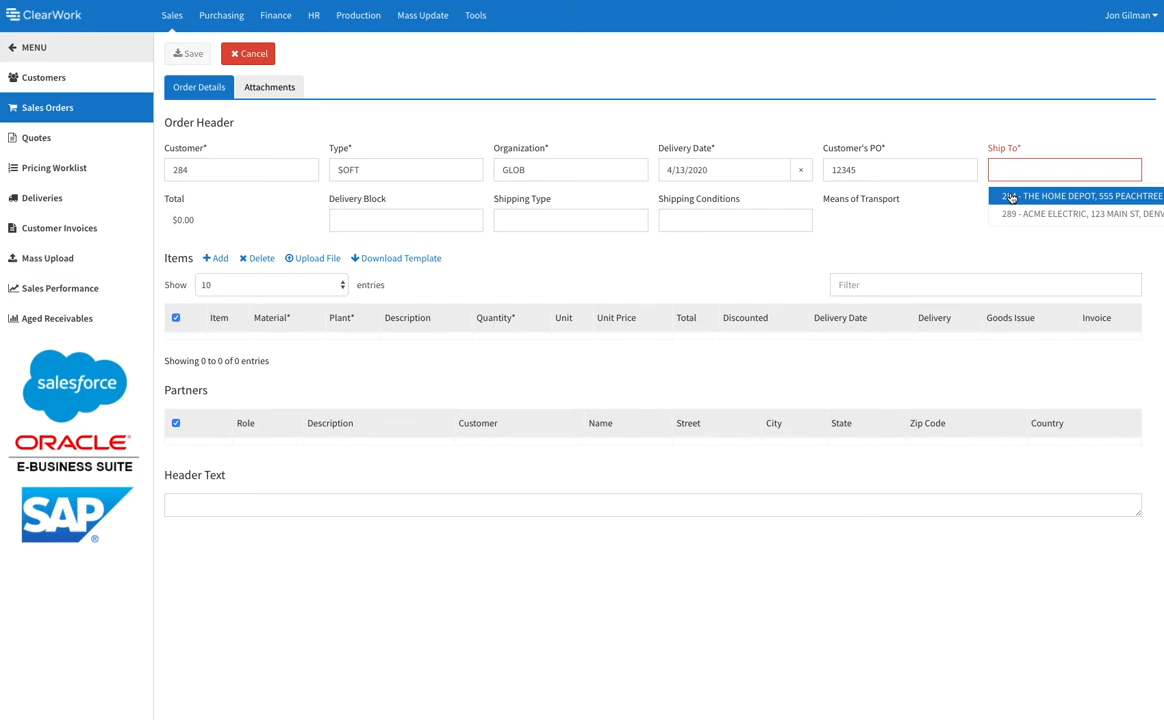 ClearWork
Sales Purchasing Finance HR Production Mass Update Tools
Jon Gilman
MENU
Customers
Sales Orders
Quotes
Pricing Worklist
Deliveries
Customer Invoices
Mass Upload
Sales Performance
Aged Receivables
salesforce
ORACLE®
E-BUSINESS SUITE
SAP®
Save Cancel
Order Details Attachments
Order Header
Customer* Type* Organization* Delivery Date* Customer's PO* Ship To*
284 SOFT GLOB 4/13/2020 × 12345
- THE HOME DEPOT, 555 PEACHTREE
289 - ACME ELECTRIC, 123 MAIN ST, DENV
Total Delivery Block Shipping Type Shipping Conditions Means of Transport
$0.00
Items Add Delete Upload File Download Template
Show 10 entries Filter
Item Material* Plant* Description Quantity* Unit Unit Price Total Discounted Delivery Date Delivery Goods Issue Invoice
Showing 0 to 0 of 0 entries
Partners
Role Description Customer Name Street City State Zip Code Country
Header Text